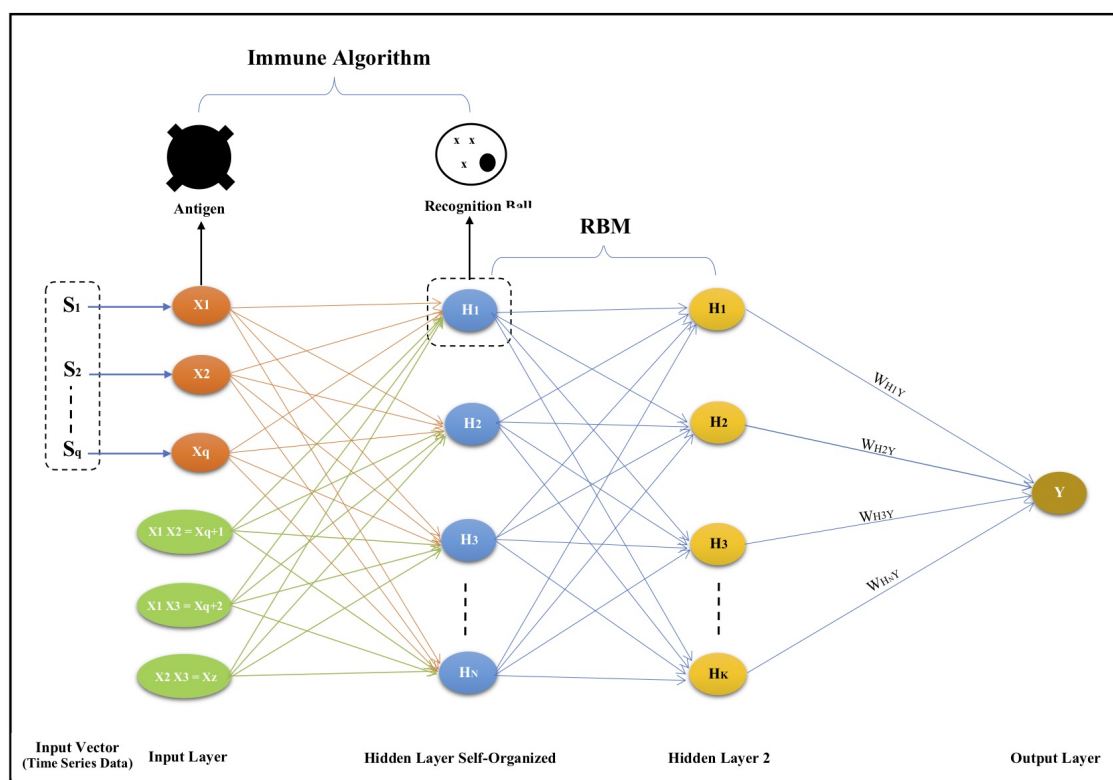 Immune Algorithm
Antigen
Recognition Ball
RBM
S1
X1
H1
H1
WH1Y
S2
X2
H2
H2
WH2Y
Sq
Xq
Y
X1 X2 = Xq+1
H3
H3
WH3Y
X1 X3 = Xq+2
WHNY
X2 X3 = Xz
HN
HK
Input Vector
(Time Series Data)
Input Layer
Hidden Layer Self-Organized
Hidden Layer 2
Output Layer
x x
x